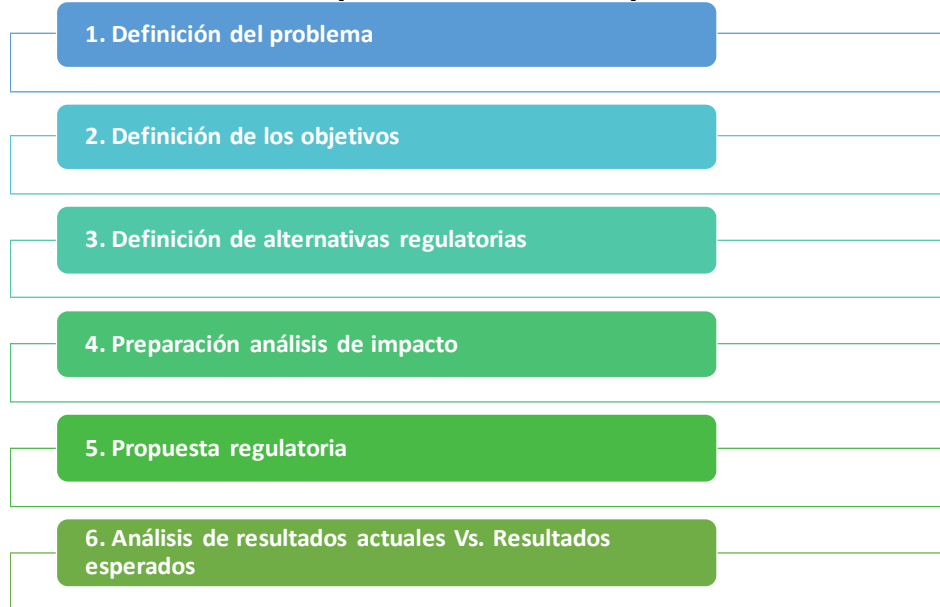 1. Definición del problema
2. Definición de los objetivos
3. Definición de alternativas regulatorias
4. Preparación análisis de impacto
5. Propuesta regulatoria
6. Análisis de resultados actuales Vs. Resultados
esperados